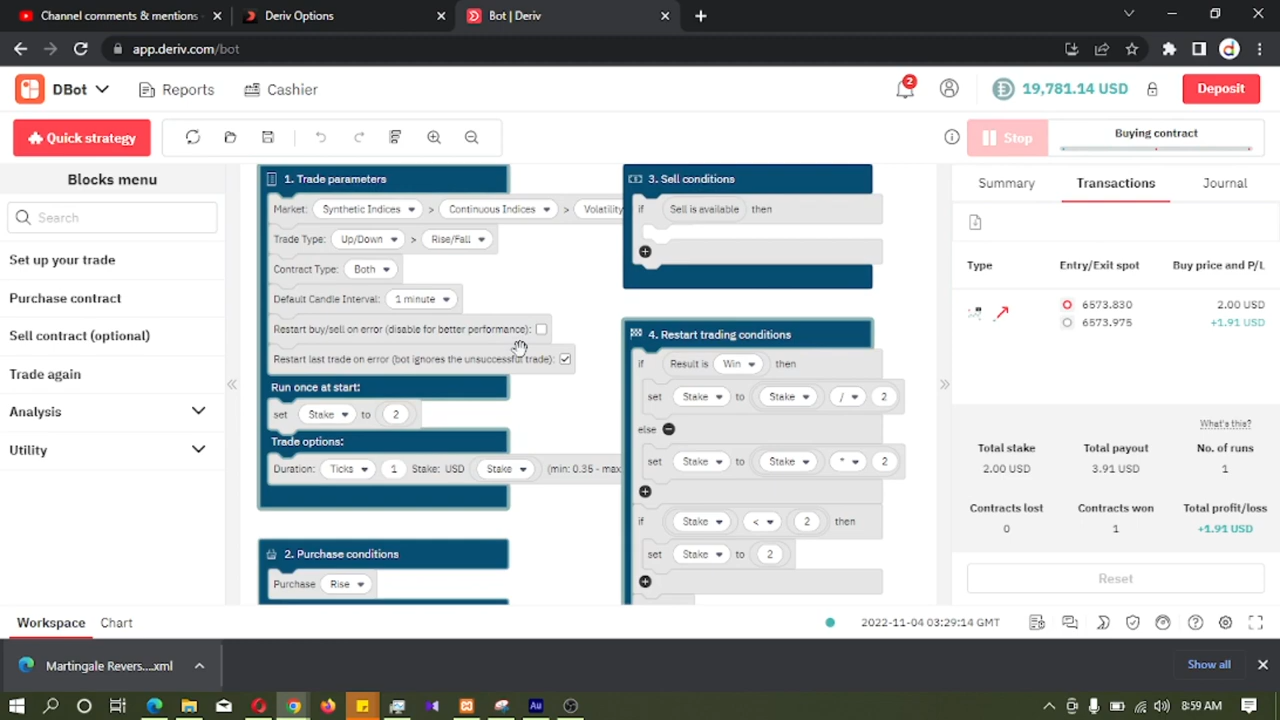 Channel comments & mentions
Deriv Options
Bot | Deriv
app.deriv.com/bot
DBot
Reports
Cashier
2
19,781.14 USD
Deposit
Quick strategy
Stop
Buying contract
Blocks menu
Search
Set up your trade
Purchase contract
Sell contract (optional)
Trade again
Analysis
Utility
1. Trade parameters
Market: Synthetic Indices > Continuous Indices > Volatility
Trade Type: Up/Down > Rise/Fall
Contract Type: Both
Default Candle Interval: 1 minute
Restart buy/sell on error (disable for better performance):
Restart last trade on error (bot ignores the unsuccessful trade):
Run once at start:
set Stake to 2
Trade options:
Duration: Ticks 1 Stake: USD Stake (min: 0.35 - max
2. Purchase conditions
Purchase Rise
3. Sell conditions
if Sell is available then
4. Restart trading conditions
if Result is Win then
set Stake to Stake / 2
else
set Stake to Stake * 2
if Stake < 2 then
set Stake to 2
Summary Transactions Journal
Type Entry/Exit spot Buy price and P/L
6573.830 2.00 USD
6573.975 +1.91 USD
What's this?
Total stake Total payout No. of runs
2.00 USD 3.91 USD 1
Contracts lost Contracts won Total profit/loss
0 1 +1.91 USD
Reset
Workspace Chart
2022-11-04 03:29:14 GMT
Martingale Revers....xml
Show all
Au
8:59 AM